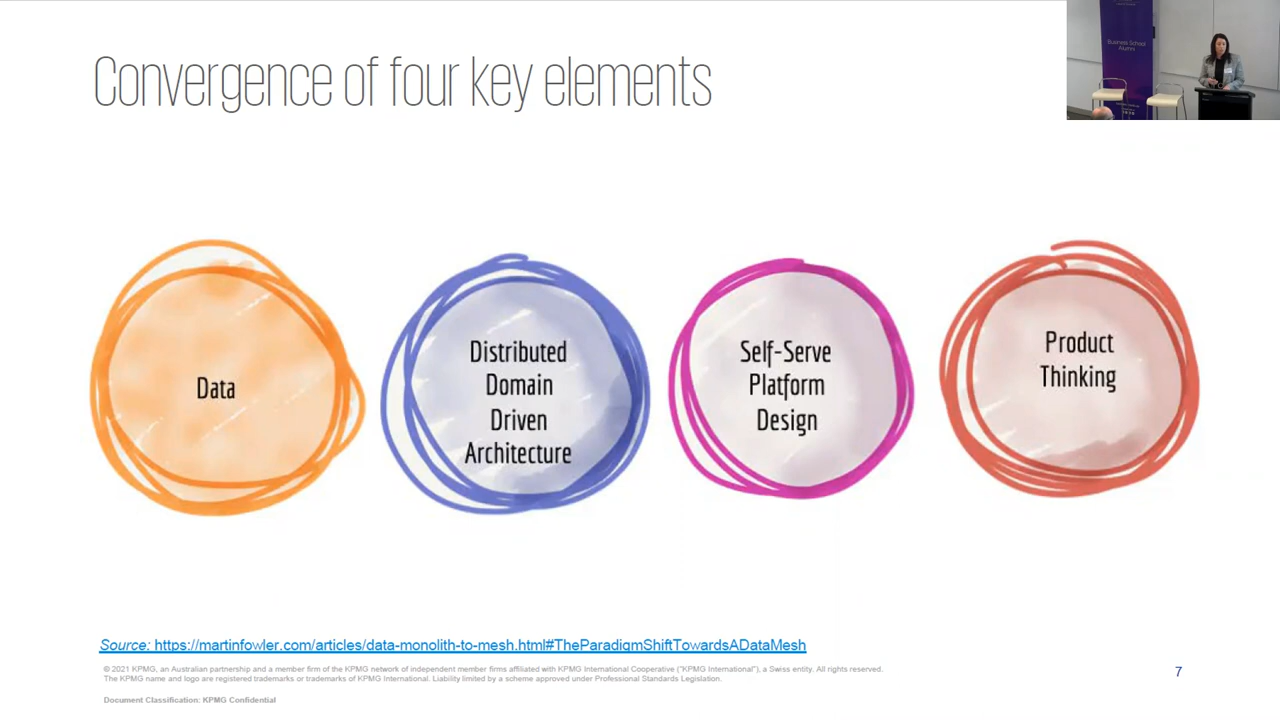 Convergence of four key elements
Business School
Alumni
Data
Distributed
Domain
Driven
Architecture
Self-Serve
Platform
Design
Product
Thinking
Source: https://martinfowler.com/articles/data-monolith-to-mesh.html#TheParadigmShiftTowardsADataMesh
© 2021 KPMG, an Australian partnership and a member firm of the KPMG network of independent member firms affiliated with KPMG International Cooperative ("KPMG International"), a Swiss entity. All rights reserved.
The KPMG name and logo are registered trademarks or trademarks of KPMG International. Liability limited by a scheme approved under Professional Standards Legislation.
7
Document Classification: KPMG Confidential